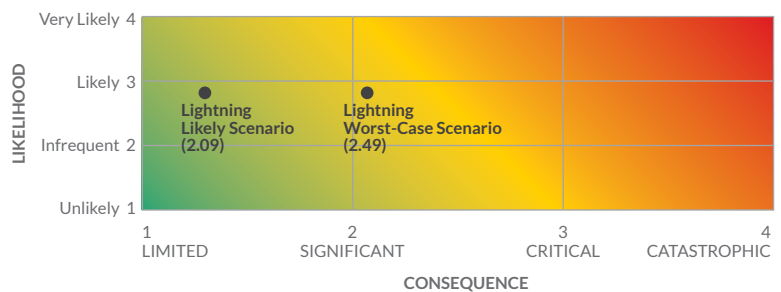 Very Likely 4
Likely 3
Infrequent 2
Unlikely 1
LIKELIHOOD
Lightning
Likely Scenario
(2.09)
Lightning
Worst-Case Scenario
(2.49)
1 2 3 4
LIMITED SIGNIFICANT CRITICAL CATASTROPHIC
CONSEQUENCE